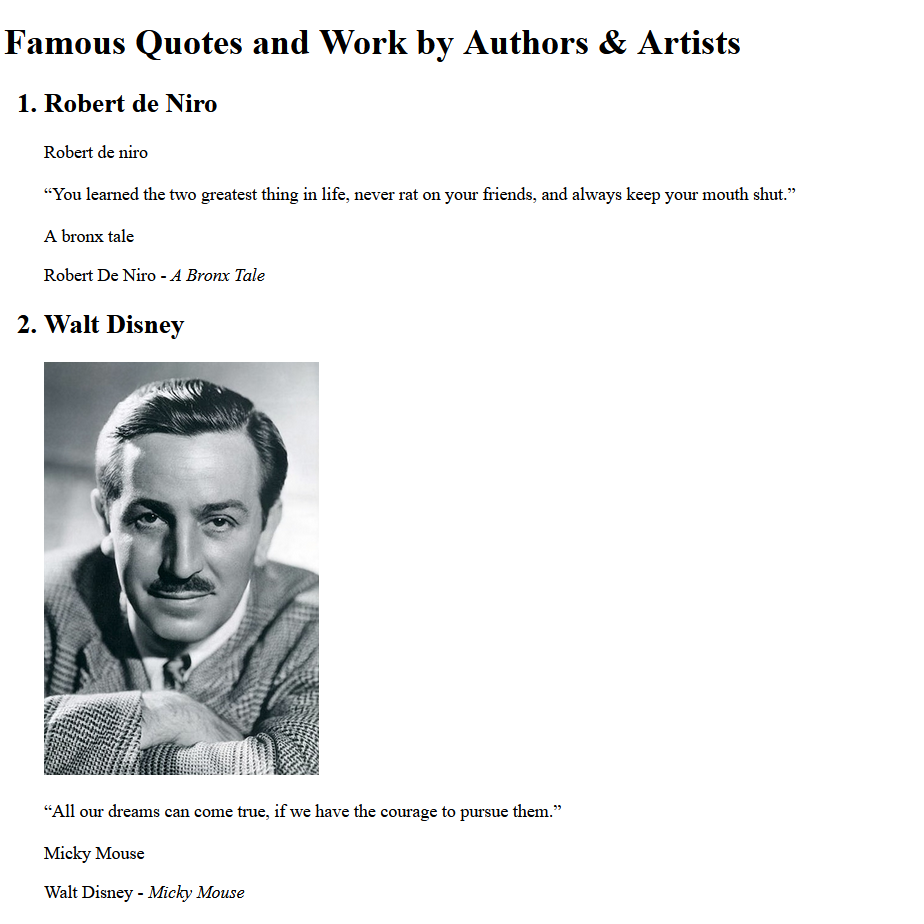 Famous Quotes and Work by Authors & Artists
1. Robert de Niro
Robert de niro
“You learned the two greatest thing in life, never rat on your friends, and always keep your mouth shut.”
A bronx tale
Robert De Niro - A Bronx Tale
2. Walt Disney
“All our dreams can come true, if we have the courage to pursue them.”
Micky Mouse
Walt Disney - Micky Mouse